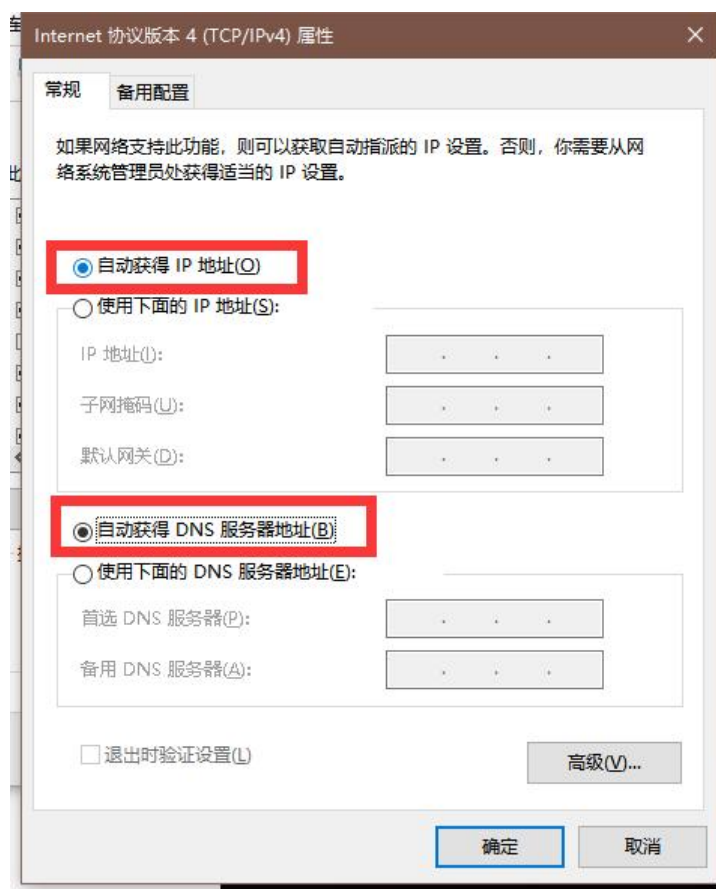 Internet 协议版本 4 (TCP/IPv4) 属性
常规
备用配置
如果网络支持此功能，则可以获取自动指派的 IP 设置。否则，你需要从网
络系统管理员处获得适当的 IP 设置。
自动获得 IP 地址(O)
使用下面的 IP 地址(S):
IP 地址(I):
子网掩码(U):
默认网关(D):
自动获得 DNS 服务器地址(B)
使用下面的 DNS 服务器地址(E):
首选 DNS 服务器(P):
备用 DNS 服务器(A):
退出时验证设置(L)
高级(V)...
确定
取消